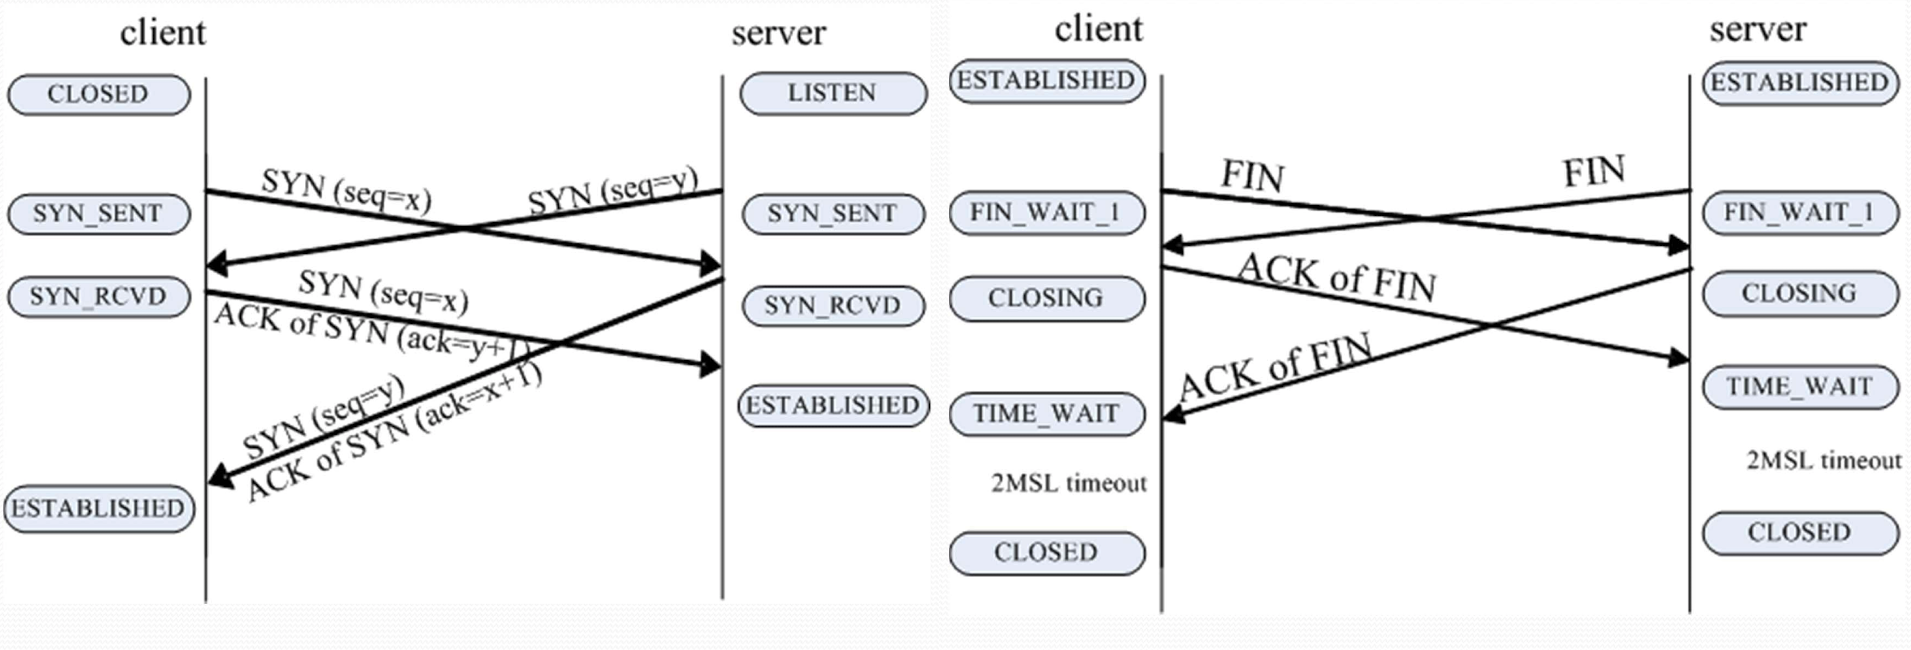 client
server
CLOSED
LISTEN
SYN (seq=x)
SYN (seq=y)
SYN_SENT
SYN_SENT
SYN_RCVD
SYN (seq=x)
ACK of SYN (ack=y+1)
SYN_RCVD
SYN (seq=y)
ACK of SYN (ack=x+1)
ESTABLISHED
ESTABLISHED
client
server
ESTABLISHED
ESTABLISHED
FIN
FIN
FIN_WAIT_1
FIN_WAIT_1
ACK of FIN
CLOSING
CLOSING
ACK of FIN
TIME_WAIT
TIME_WAIT
2MSL timeout
2MSL timeout
CLOSED
CLOSED